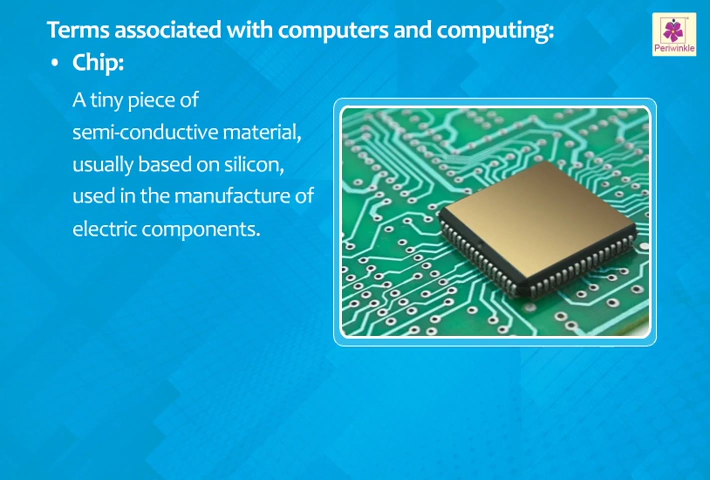 Terms associated with computers and computing:
• Chip:
A tiny piece of
semi-conductive material,
usually based on silicon,
used in the manufacture of
electric components.
Periwinkle